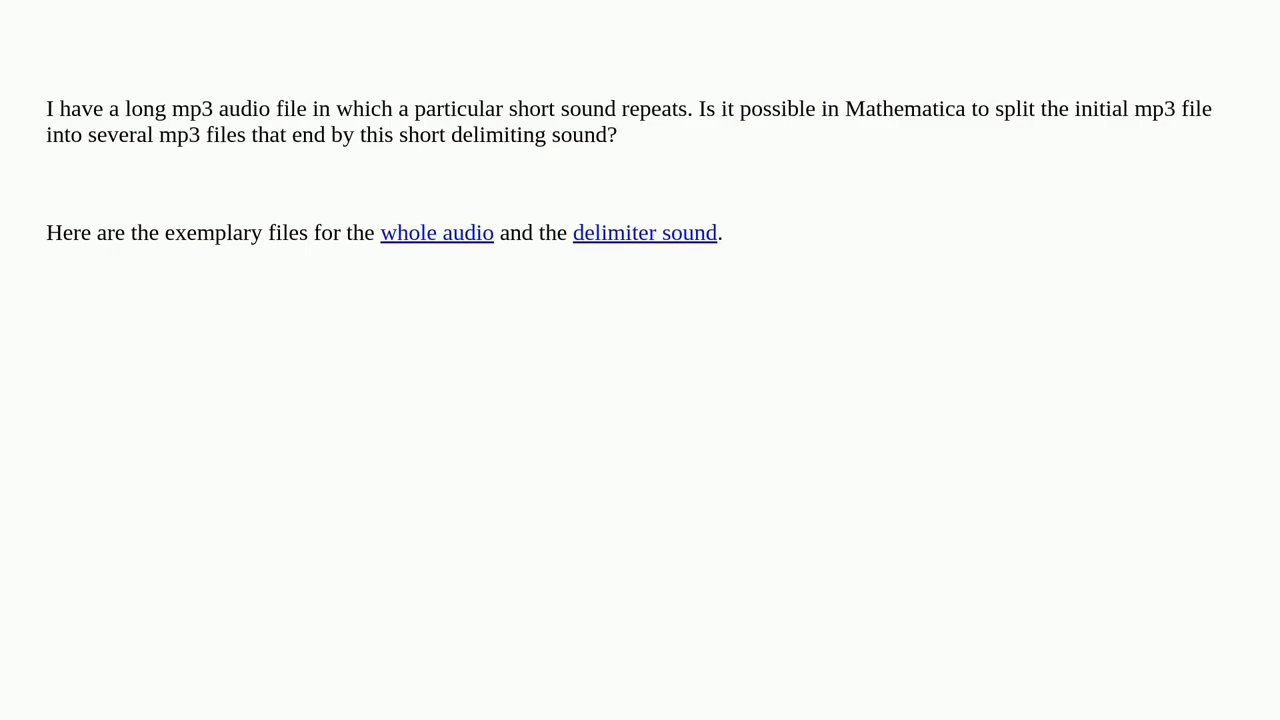 I have a long mp3 audio file in which a particular short sound repeats. Is it possible in Mathematica to split the initial mp3 file
into several mp3 files that end by this short delimiting sound?
Here are the exemplary files for the whole audio and the delimiter sound.